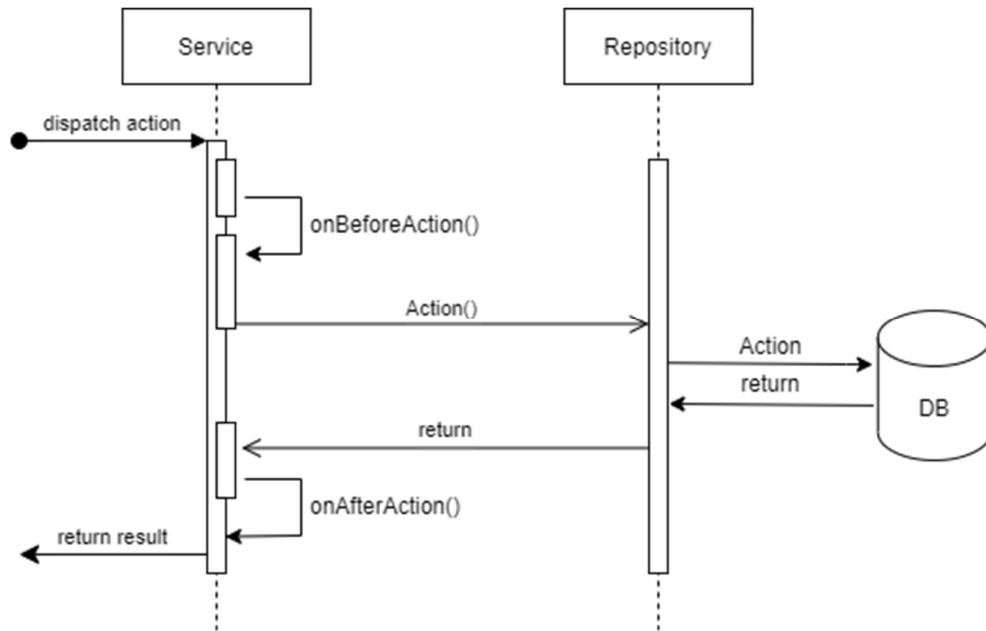 Service
Repository
dispatch action
onBeforeAction()
Action()
Action
return
DB
return
onAfterAction()
return result